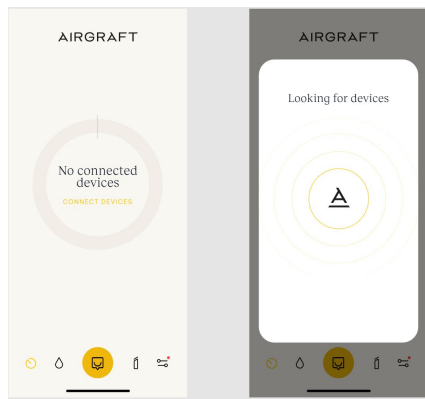 AIRGRAFT
No connected
devices
CONNECT DEVICES
AIRGRAFT
Looking for devices